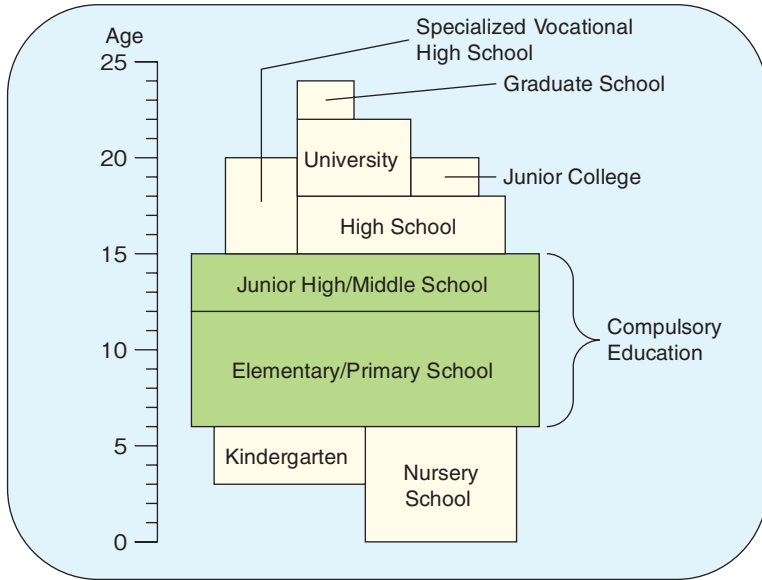 Age
Specialized Vocational
High School
25
Graduate School
University
20
Junior College
High School
15
Junior High/Middle School
Compulsory
Education
10
Elementary/Primary School
5
Kindergarten
Nursery
School
0